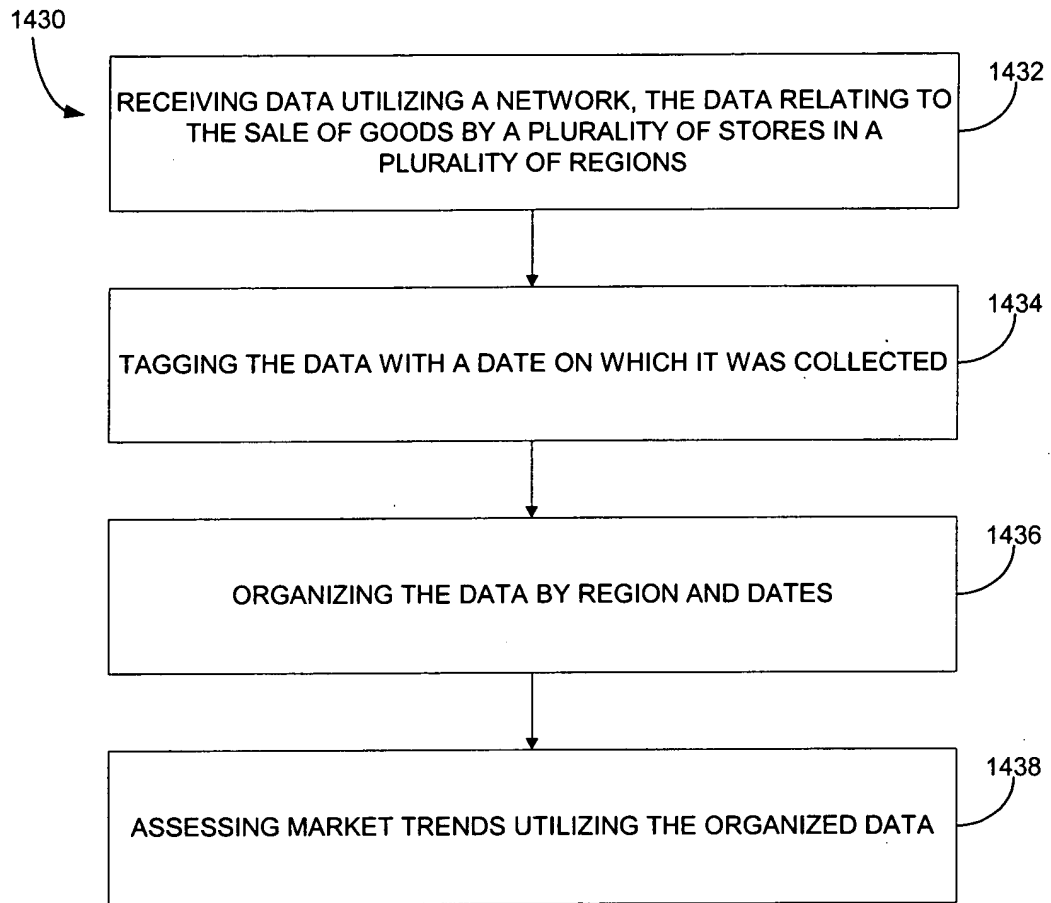 1430
RECEIVING DATA UTILIZING A NETWORK, THE DATA RELATING TO
THE SALE OF GOODS BY A PLURALITY OF STORES IN A
PLURALITY OF REGIONS
1432
TAGGING THE DATA WITH A DATE ON WHICH IT WAS COLLECTED
1434
ORGANIZING THE DATA BY REGION AND DATES
1436
ASSESSING MARKET TRENDS UTILIZING THE ORGANIZED DATA
1438